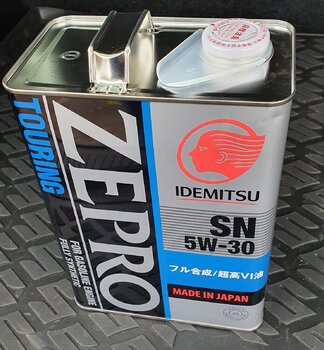 TOURING
ZEPRO
FOR GASOLINE ENGINE
FULLY SYNTHETIC
IDEMITSU
SN
5W-30
フル合成/超高VI油
MADE IN JAPAN